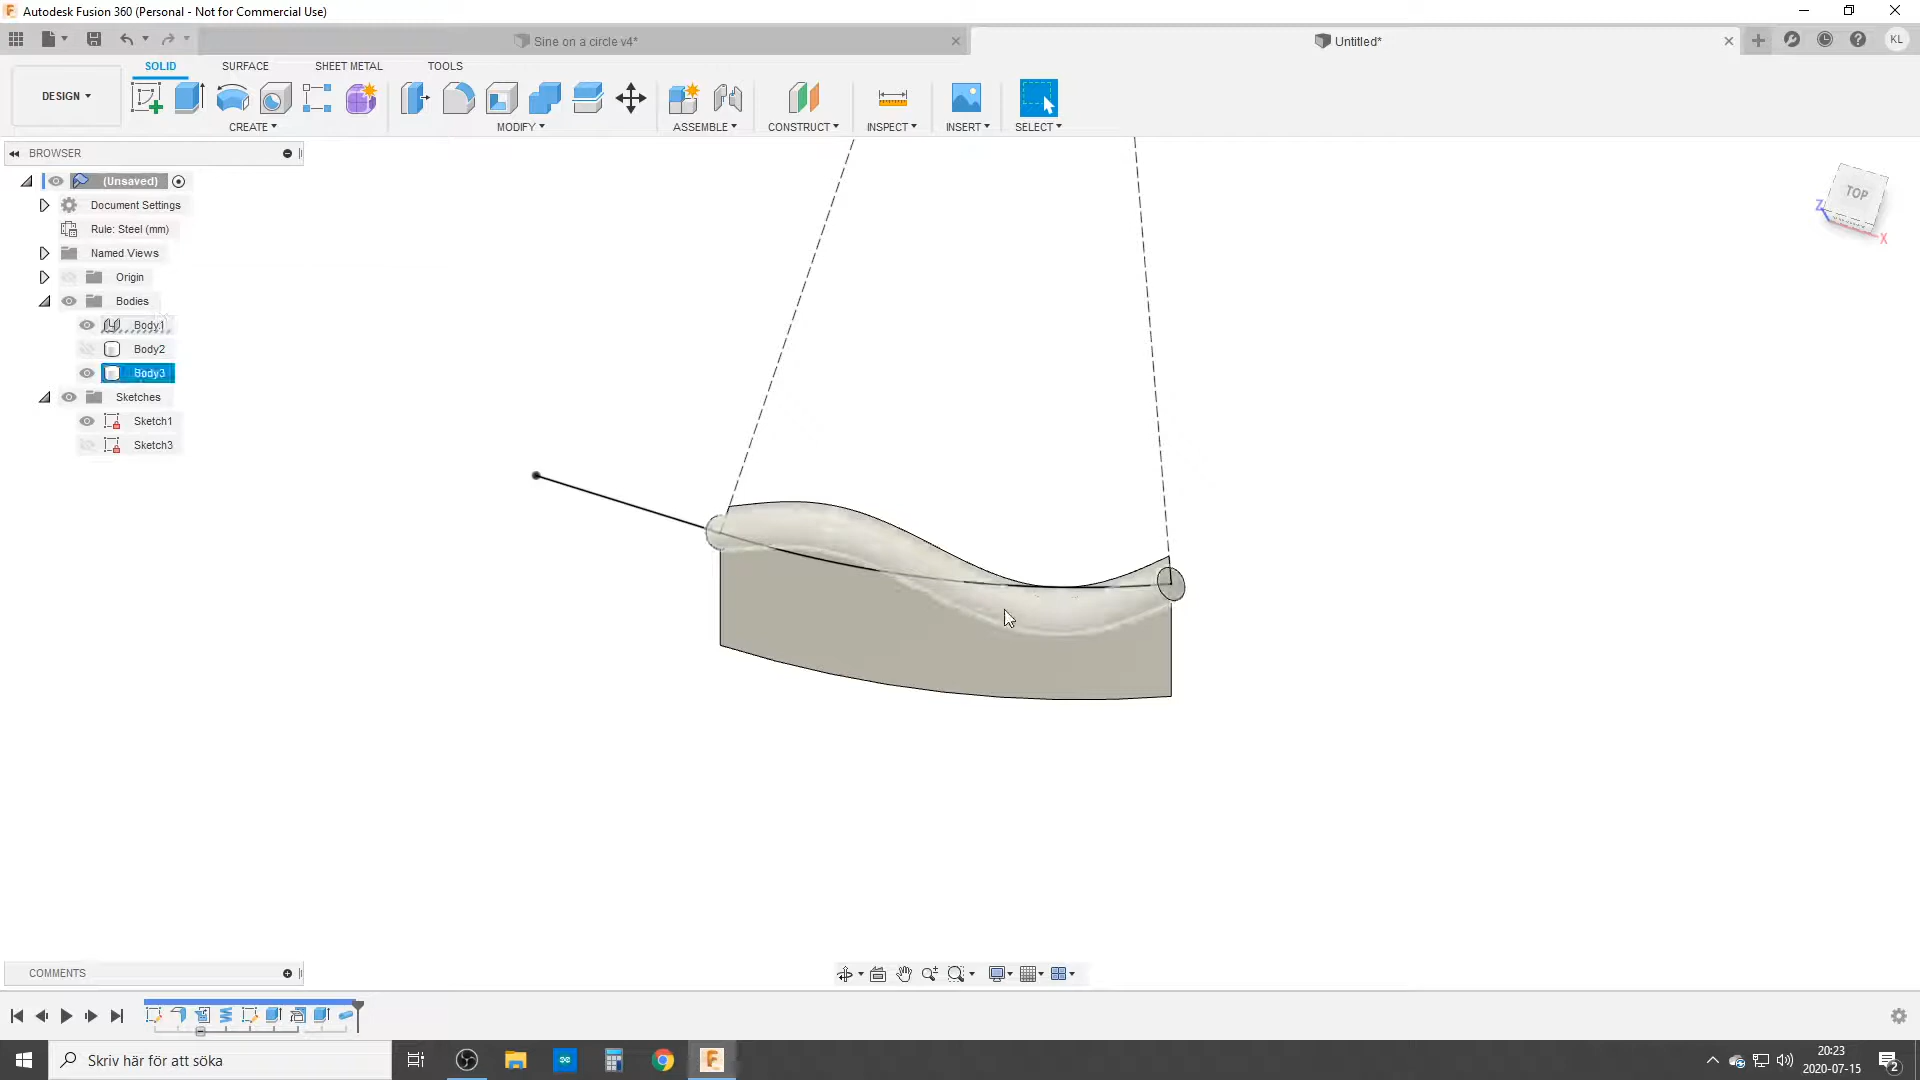 Autodesk Fusion 360 (Personal - Not for Commercial Use)
Sine on a circle v4*
Untitled*
KL
DESIGN
SOLID
SURFACE
SHEET METAL
TOOLS
CREATE
MODIFY
ASSEMBLE
CONSTRUCT
INSPECT
INSERT
SELECT
BROWSER
(Unsaved)
Document Settings
Rule: Steel (mm)
Named Views
Origin
Bodies
Body1
Body2
Body3
Sketches
Sketch1
Sketch3
TOP
Z
X
COMMENTS
Skriv här för att söka
20:23
2020-07-15
2